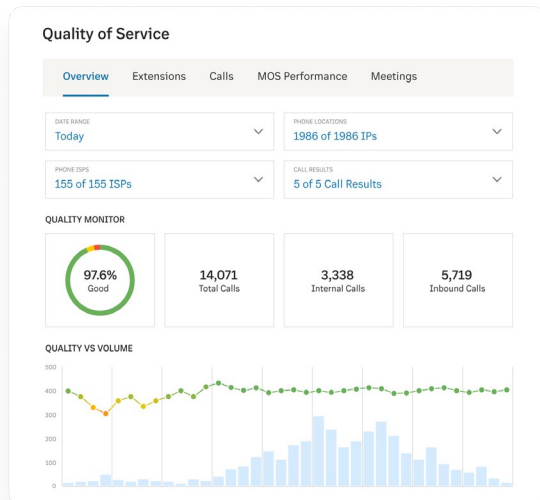 Quality of Service
Overview Extensions Calls MOS Performance Meetings
DATE RANGE
Today
PHONE LOCATIONS
1986 of 1986 IPs
PHONE ISPS
155 of 155 ISPs
CALL RESULTS
5 of 5 Call Results
QUALITY MONITOR
97.6%
Good
14,071
Total Calls
3,338
Internal Calls
5,719
Inbound Calls
QUALITY VS VOLUME
500
400
300
200
100
0